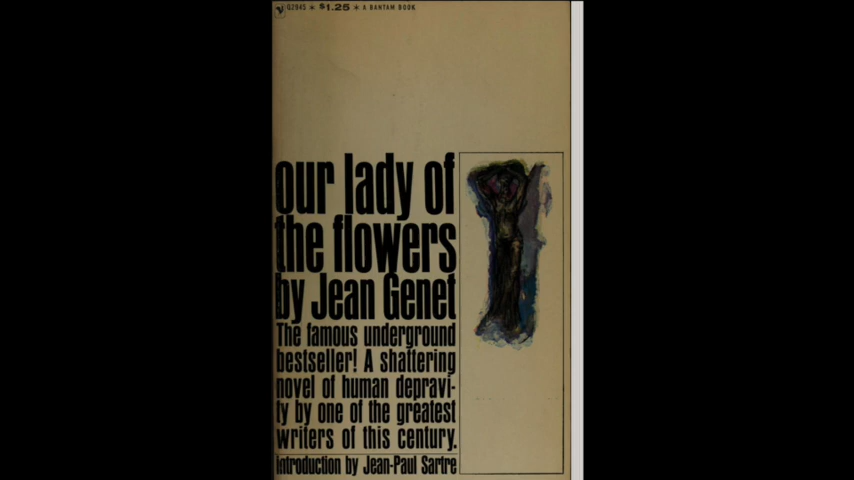 G2945 * $1.25 * A BANTAM BOOK
our lady of
the flowers
by Jean Genet
The famous underground
bestseller! A shattering
novel of human depravi-
ty by one of the greatest
writers of this century.
Introduction by Jean-Paul Sartre